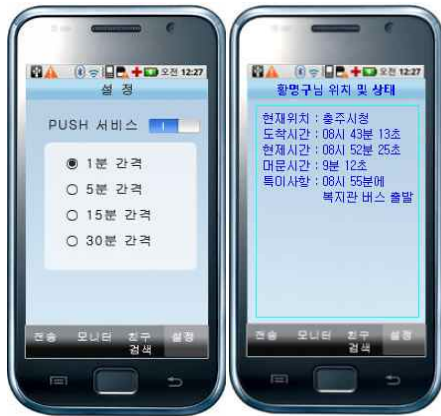 오전 12:27
설 정
PUSH 서비스
1분 간격
5분 간격
15분 간격
30분 간격
전송 모니터 친구 설정
검색
오전 12:27
황명구님 위치 및 상태
현재위치 : 충주시청
도착시간 : 08시 43분 13초
현재시간 : 08시 52분 25초
머문시간 : 9분 12초
특이사항 : 08시 55분에
복지관 버스 출발
전송 모니터 친구 설정
검색